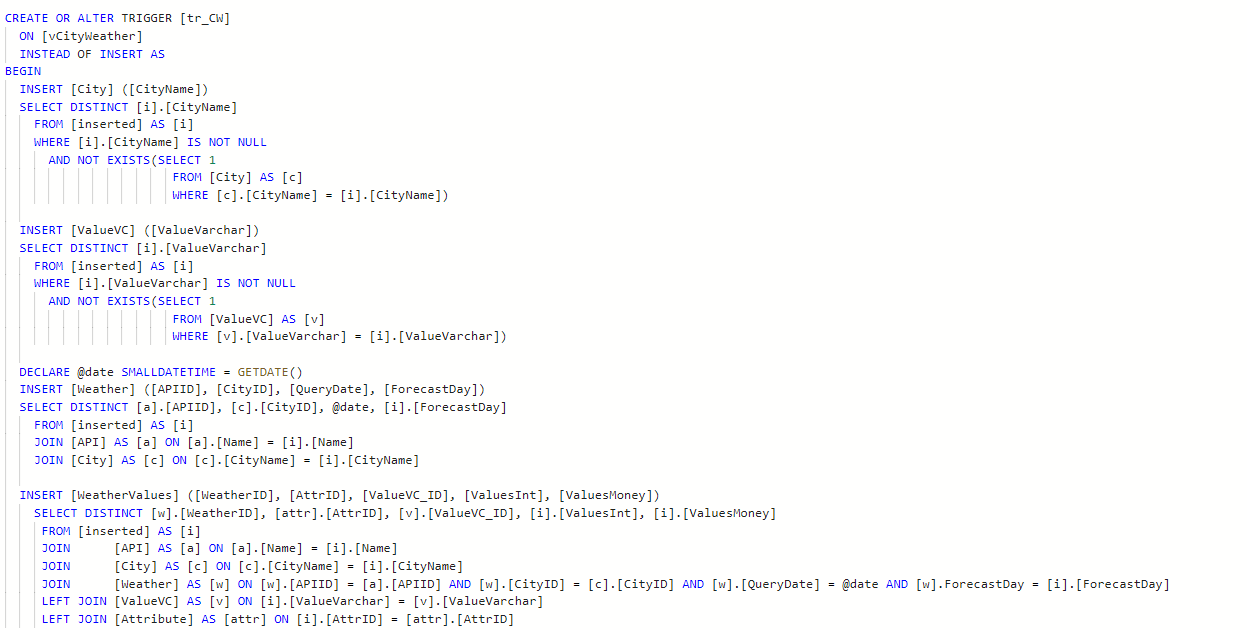 CREATE OR ALTER TRIGGER [tr_CW]
ON [vCityWeather]
INSTEAD OF INSERT AS
BEGIN
INSERT [City] ([CityName])
SELECT DISTINCT [i].[CityName]
FROM [inserted] AS [i]
WHERE [i].[CityName] IS NOT NULL
AND NOT EXISTS(SELECT 1
FROM [City] AS [c]
WHERE [c].[CityName] = [i].[CityName])
INSERT [ValueVC] ([ValueVarchar])
SELECT DISTINCT [i].[ValueVarchar]
FROM [inserted] AS [i]
WHERE [i].[ValueVarchar] IS NOT NULL
AND NOT EXISTS(SELECT 1
FROM [ValueVC] AS [v]
WHERE [v].[ValueVarchar] = [i].[ValueVarchar])
DECLARE @date SMALLDATETIME = GETDATE()
INSERT [Weather] ([APIID], [CityID], [QueryDate], [ForecastDay])
SELECT DISTINCT [a].[APIID], [c].[CityID], @date, [i].[ForecastDay]
FROM [inserted] AS [i]
JOIN [API] AS [a] ON [a].[Name] = [i].[Name]
JOIN [City] AS [c] ON [c].[CityName] = [i].[CityName]
INSERT [WeatherValues] ([WeatherID], [AttrID], [ValueVC_ID], [ValuesInt], [ValuesMoney])
SELECT DISTINCT [w].[WeatherID], [attr].[AttrID], [v].[ValueVC_ID], [i].[ValuesInt], [i].[ValuesMoney]
FROM [inserted] AS [i]
JOIN [API] AS [a] ON [a].[Name] = [i].[Name]
JOIN [City] AS [c] ON [c].[CityName] = [i].[CityName]
JOIN [Weather] AS [w] ON [w].[APIID] = [a].[APIID] AND [w].[CityID] = [c].[CityID] AND [w].[QueryDate] = @date AND [w].ForecastDay = [i].[ForecastDay]
LEFT JOIN [ValueVC] AS [v] ON [i].[ValueVarchar] = [v].[ValueVarchar]
LEFT JOIN [Attribute] AS [attr] ON [i].[AttrID] = [attr].[AttrID]